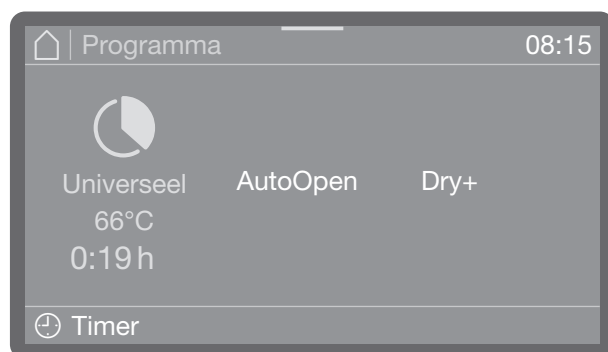 Programma 08:15
Universeel AutoOpen Dry+
66°C
0:19 h
Timer